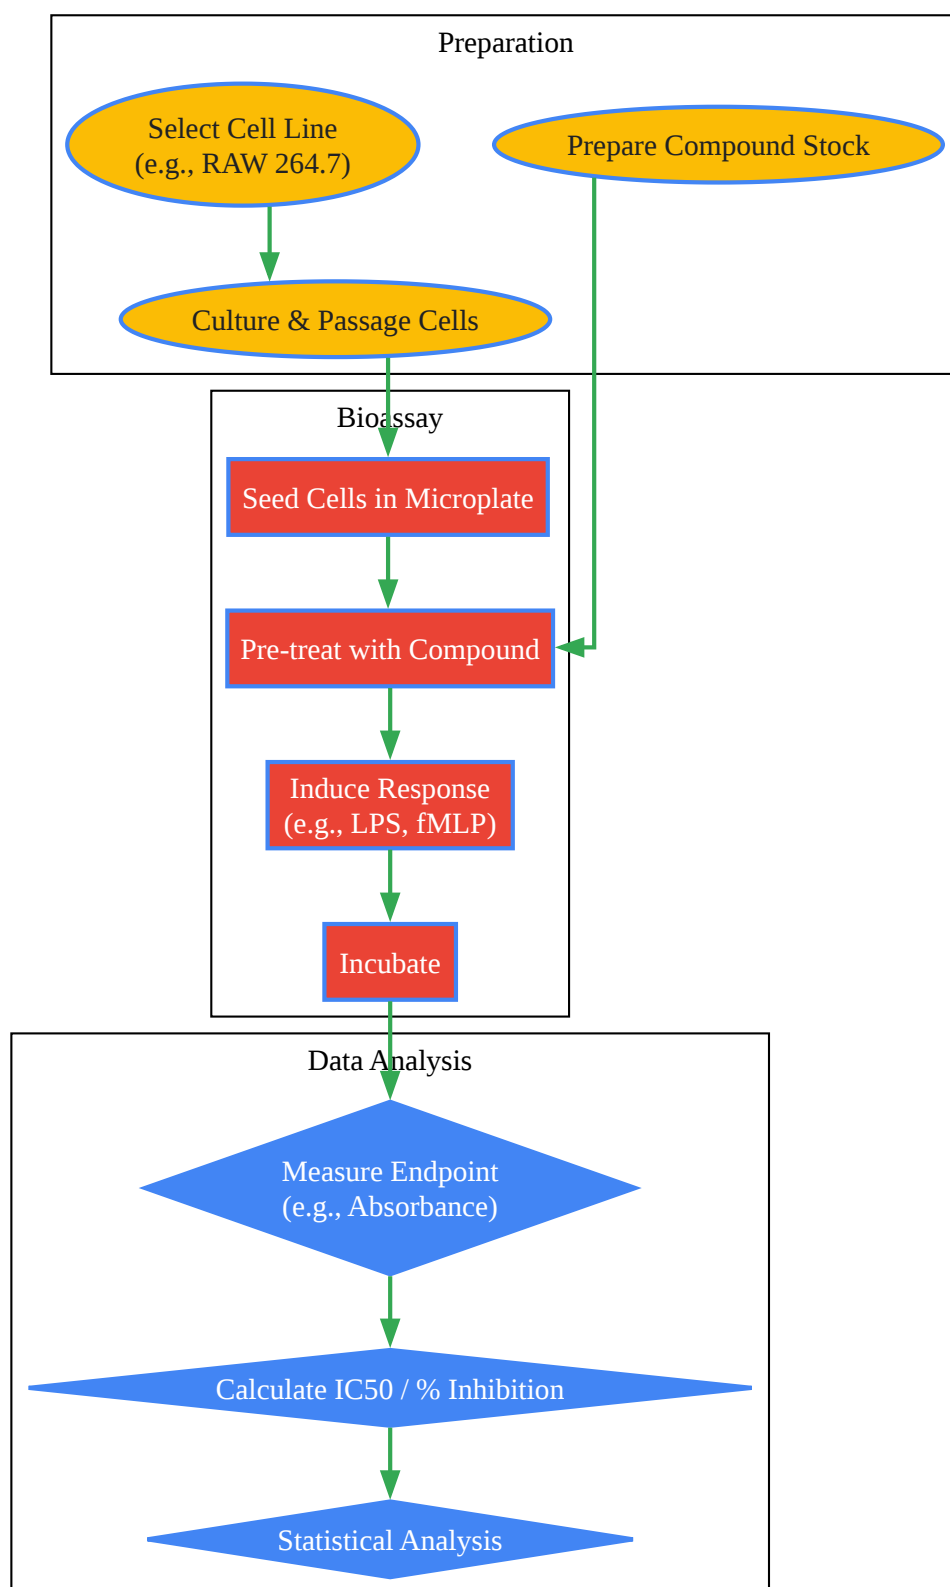 Preparation
Select Cell Line
(e.g., RAW 264.7)
Prepare Compound Stock
Culture & Passage Cells
Bioassay
Seed Cells in Microplate
Pre-treat with Compound
Induce Response
(e.g., LPS, fMLP)
Incubate
Data Analysis
Measure Endpoint
(e.g., Absorbance)
Calculate IC50 / % Inhibition
Statistical Analysis